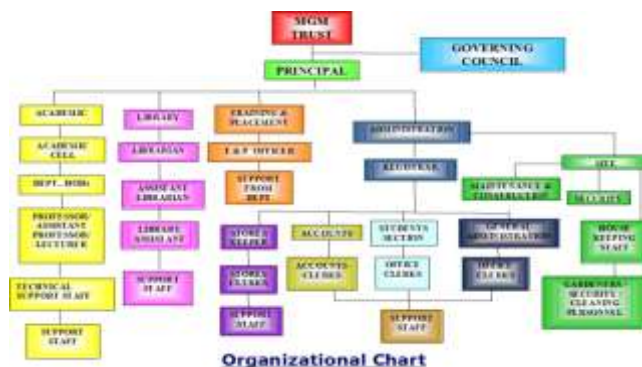 MGM
TRUST
GOVERNING
COUNCIL
PRINCIPAL
ACADEMIC
LIBRARY
TRAINING &
PLACEMENT
ADMINISTRATION
ACADEMIC
CELL
LIBRARIAN
T & P OFFICER
REGISTRAR
DEPT... HODs
ASSISTANT
LIBRARIAN
SUPPORT
FROM
DEPT
MAINTENANCE &
SECURITY
PROFESSOR/
ASSISTANT
PROFESSOR/
LECTURER
LIBRARY
ASSISTANT
STORES
KEEPER
ACCOUNTS
STUDENTS
SECTION
GENERAL
ADMINISTRATION
HOUSE
KEEPING
STAFF
TECHNICAL
SUPPORT STAFF
SUPPORT
STAFF
STORES
CLERK
ACCOUNTS
CLERKS
OFFICE
CLERKS
OFFICE
CLERKS
GARDENERS
SECURITY /
CLEANING
PERSONNEL
SUPPORT
STAFF
SUPPORT
STAFF
SUPPORT
STAFF
Organizational Chart